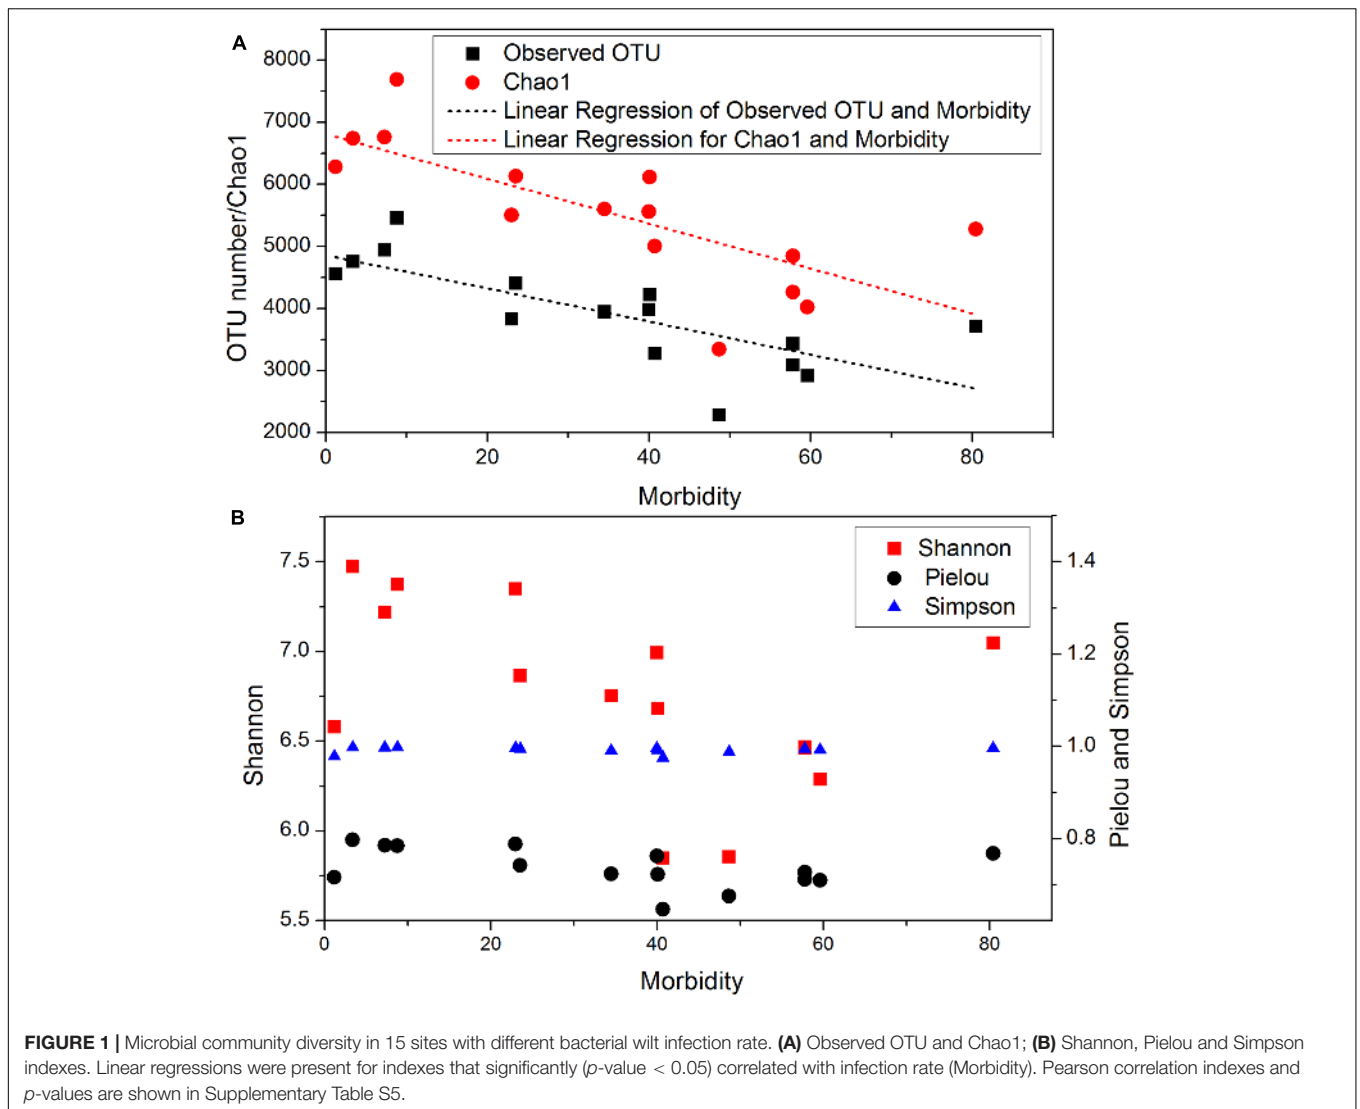 A
8000
7000
6000
5000
4000
3000
2000
OTU number/Chao1
Observed OTU
Chao1
Linear Regression of Observed OTU and Morbidity
Linear Regression for Chao1 and Morbidity
0 20 40 60 80
Morbidity
B
7.5
7.0
6.5
6.0
5.5
Shannon
Shannon
Pielou
Simpson
1.4
1.2
1.0
0.8
Pielou and Simpson
0 20 40 60 80
Morbidity
FIGURE 1 | Microbial community diversity in 15 sites with different bacterial wilt infection rate. (A) Observed OTU and Chao1; (B) Shannon, Pielou and Simpson
indexes. Linear regressions were present for indexes that significantly (p-value < 0.05) correlated with infection rate (Morbidity). Pearson correlation indexes and
p-values are shown in Supplementary Table S5.